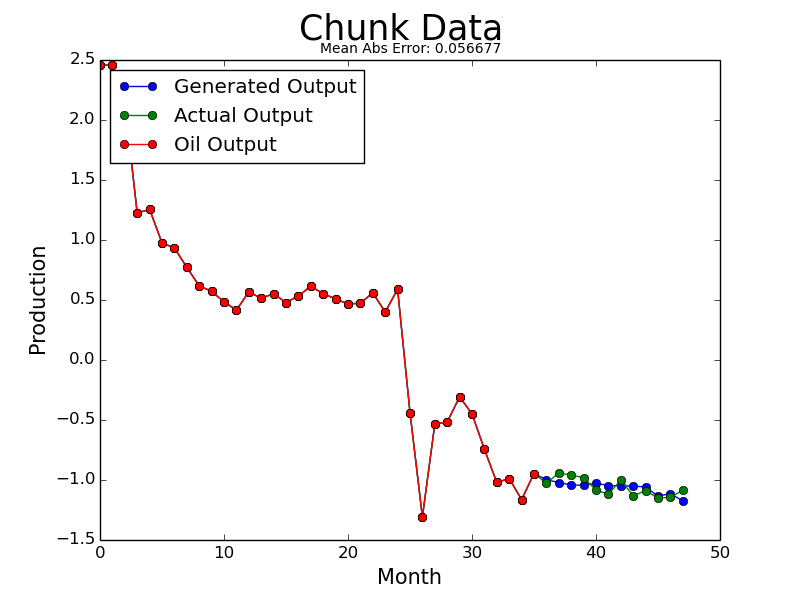 Chunk Data
Mean Abs Error: 0.056677
Generated Output
Actual Output
Oil Output
2.5
2.0
1.5
1.0
0.5
0.0
−0.5
−1.0
−1.5
Production
0 10 20 30 40 50
Month